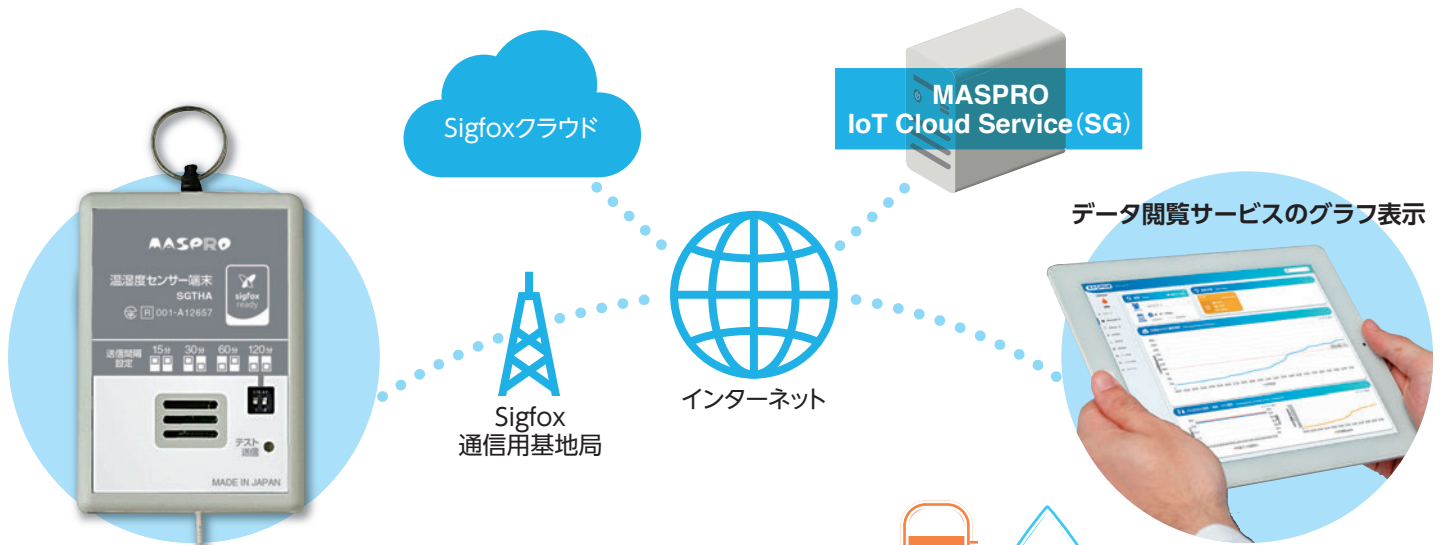 Sigfoxクラウド
MASPRO
IoT Cloud Service(SG)
データ閲覧サービスのグラフ表示
MASPRO
温湿度センサー端末
SGTHA
R 001-A12657
sigfox
ready
送信間隔
設定
15分 30分 60分 120分
テスト
送信
MADE IN JAPAN
Sigfox
通信用基地局
インターネット
MASPRO